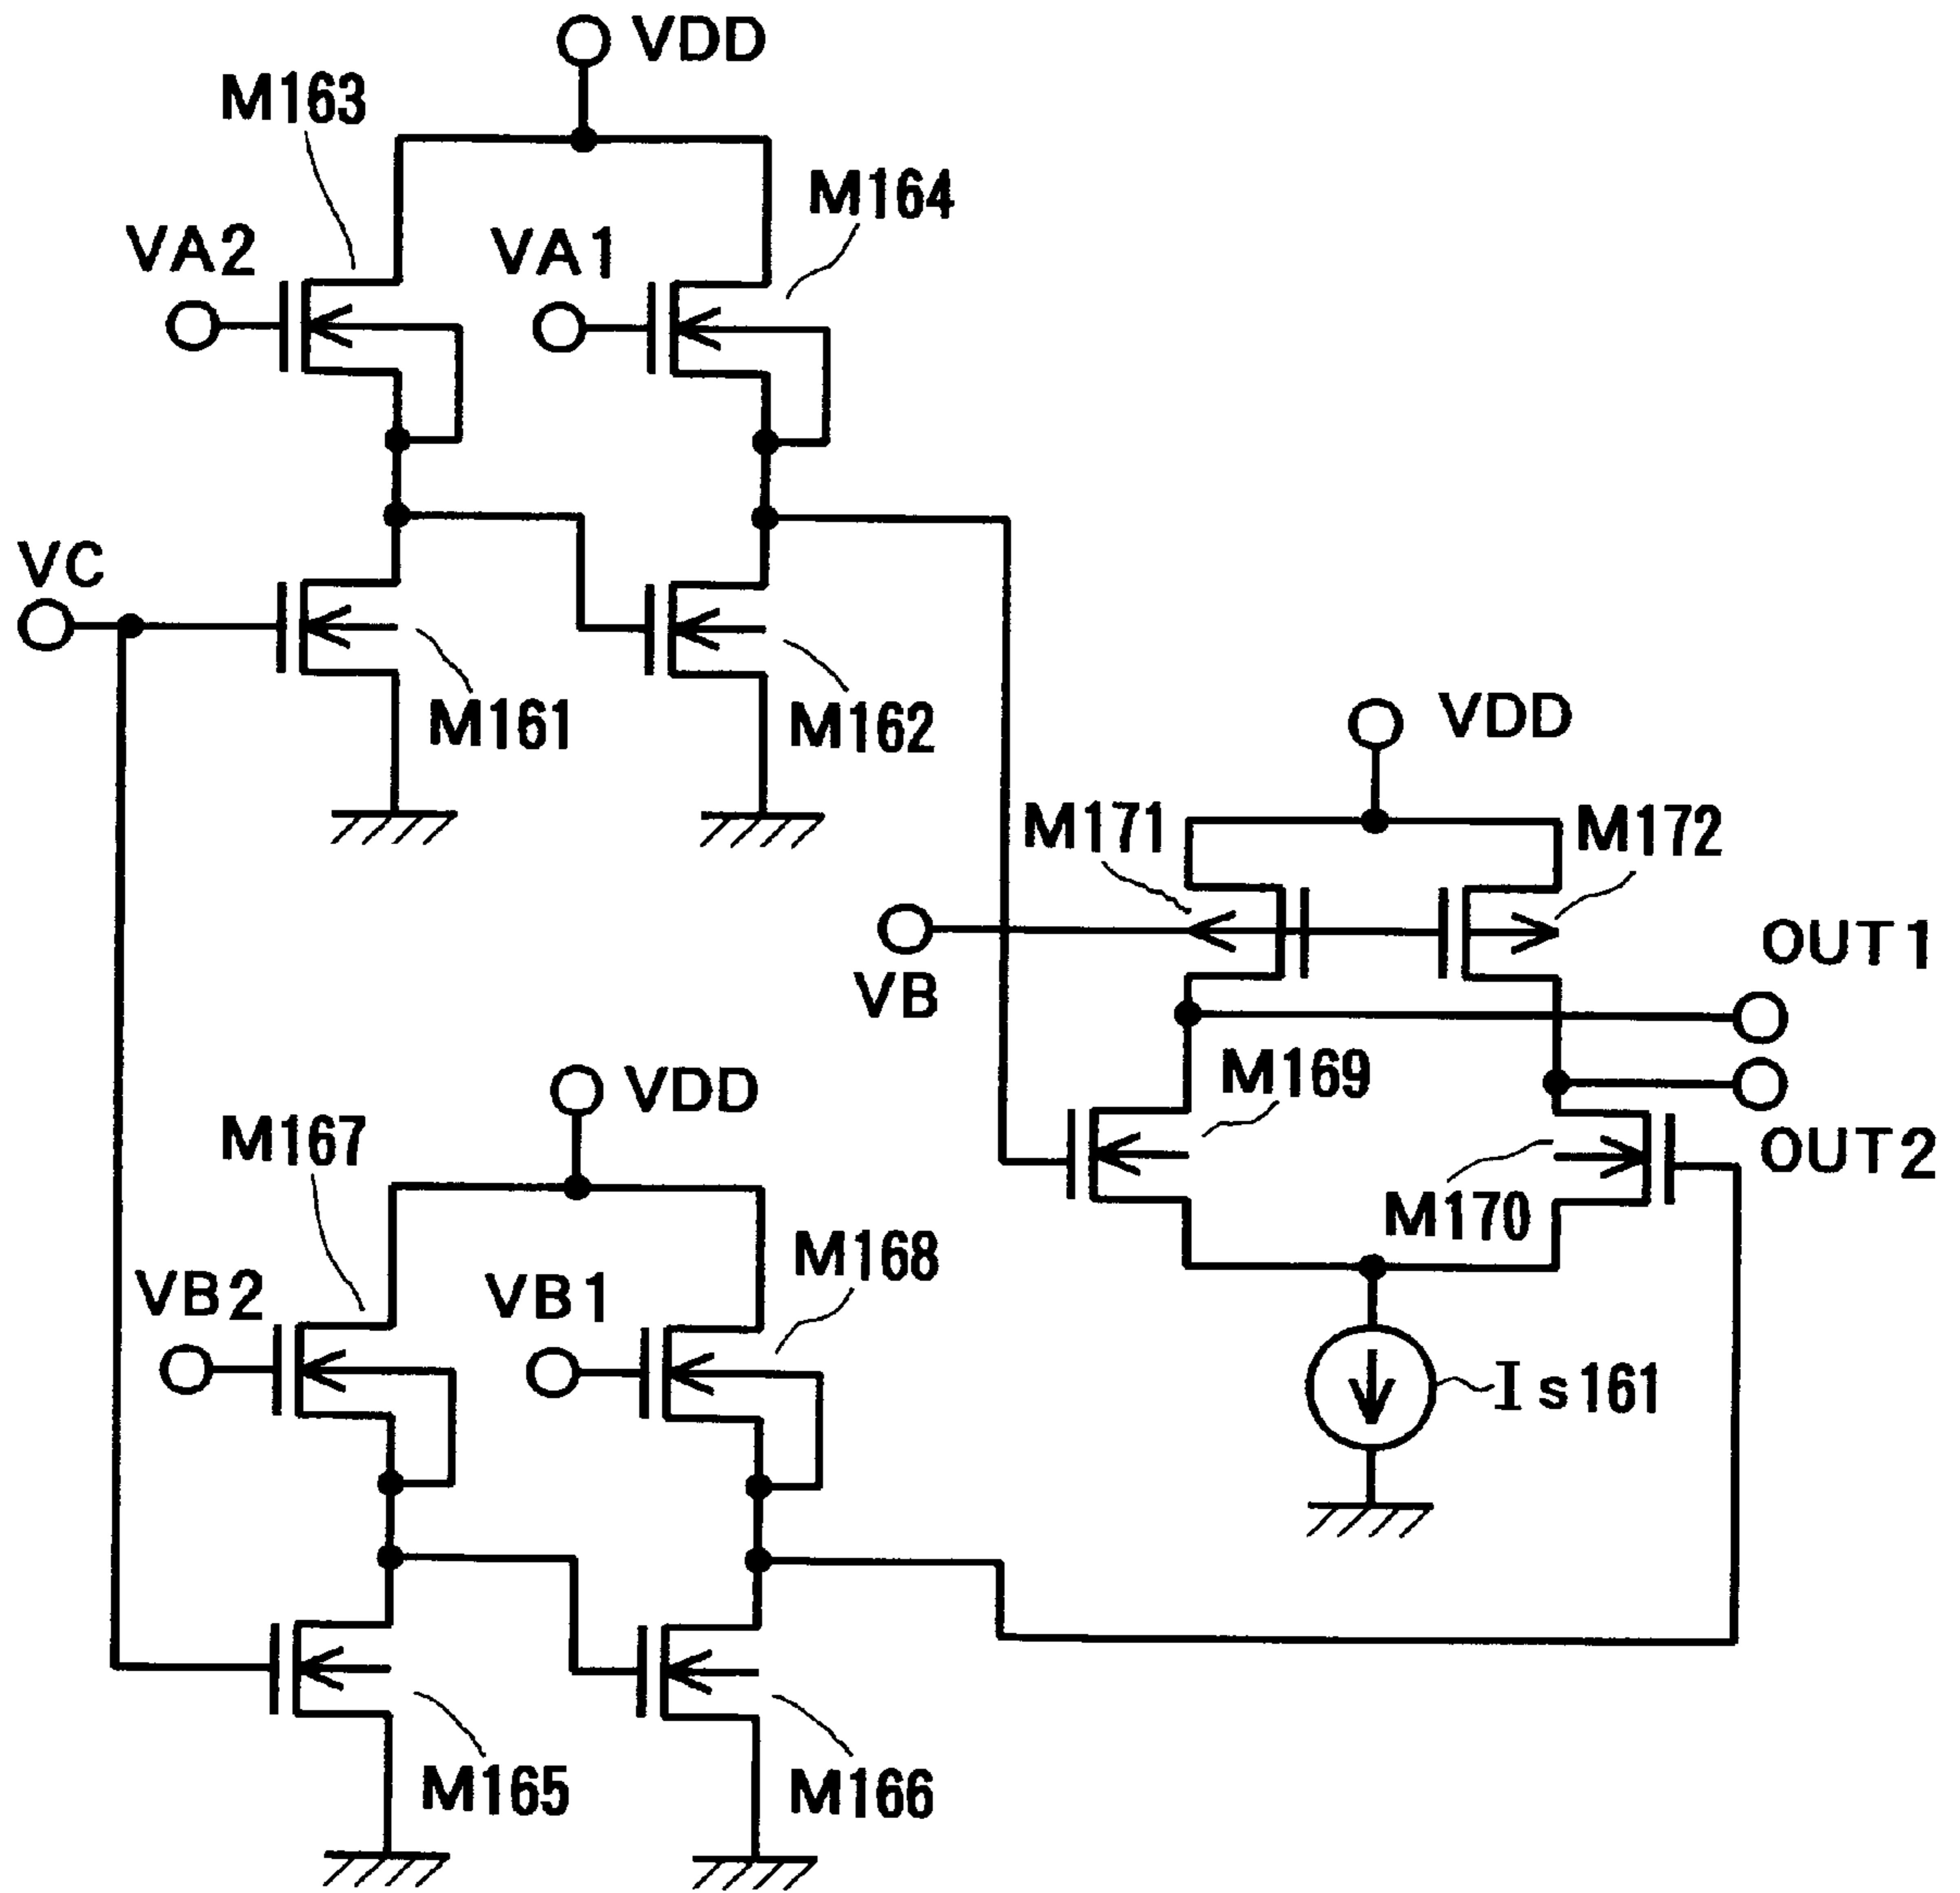 VDD
M163
M164
VA2
VA1
VC
M161
M162
VDD
M171
M172
OUT1
VB
M169
VDD
M167
OUT2
M170
M168
VB2
VB1
Is161
M165
M166